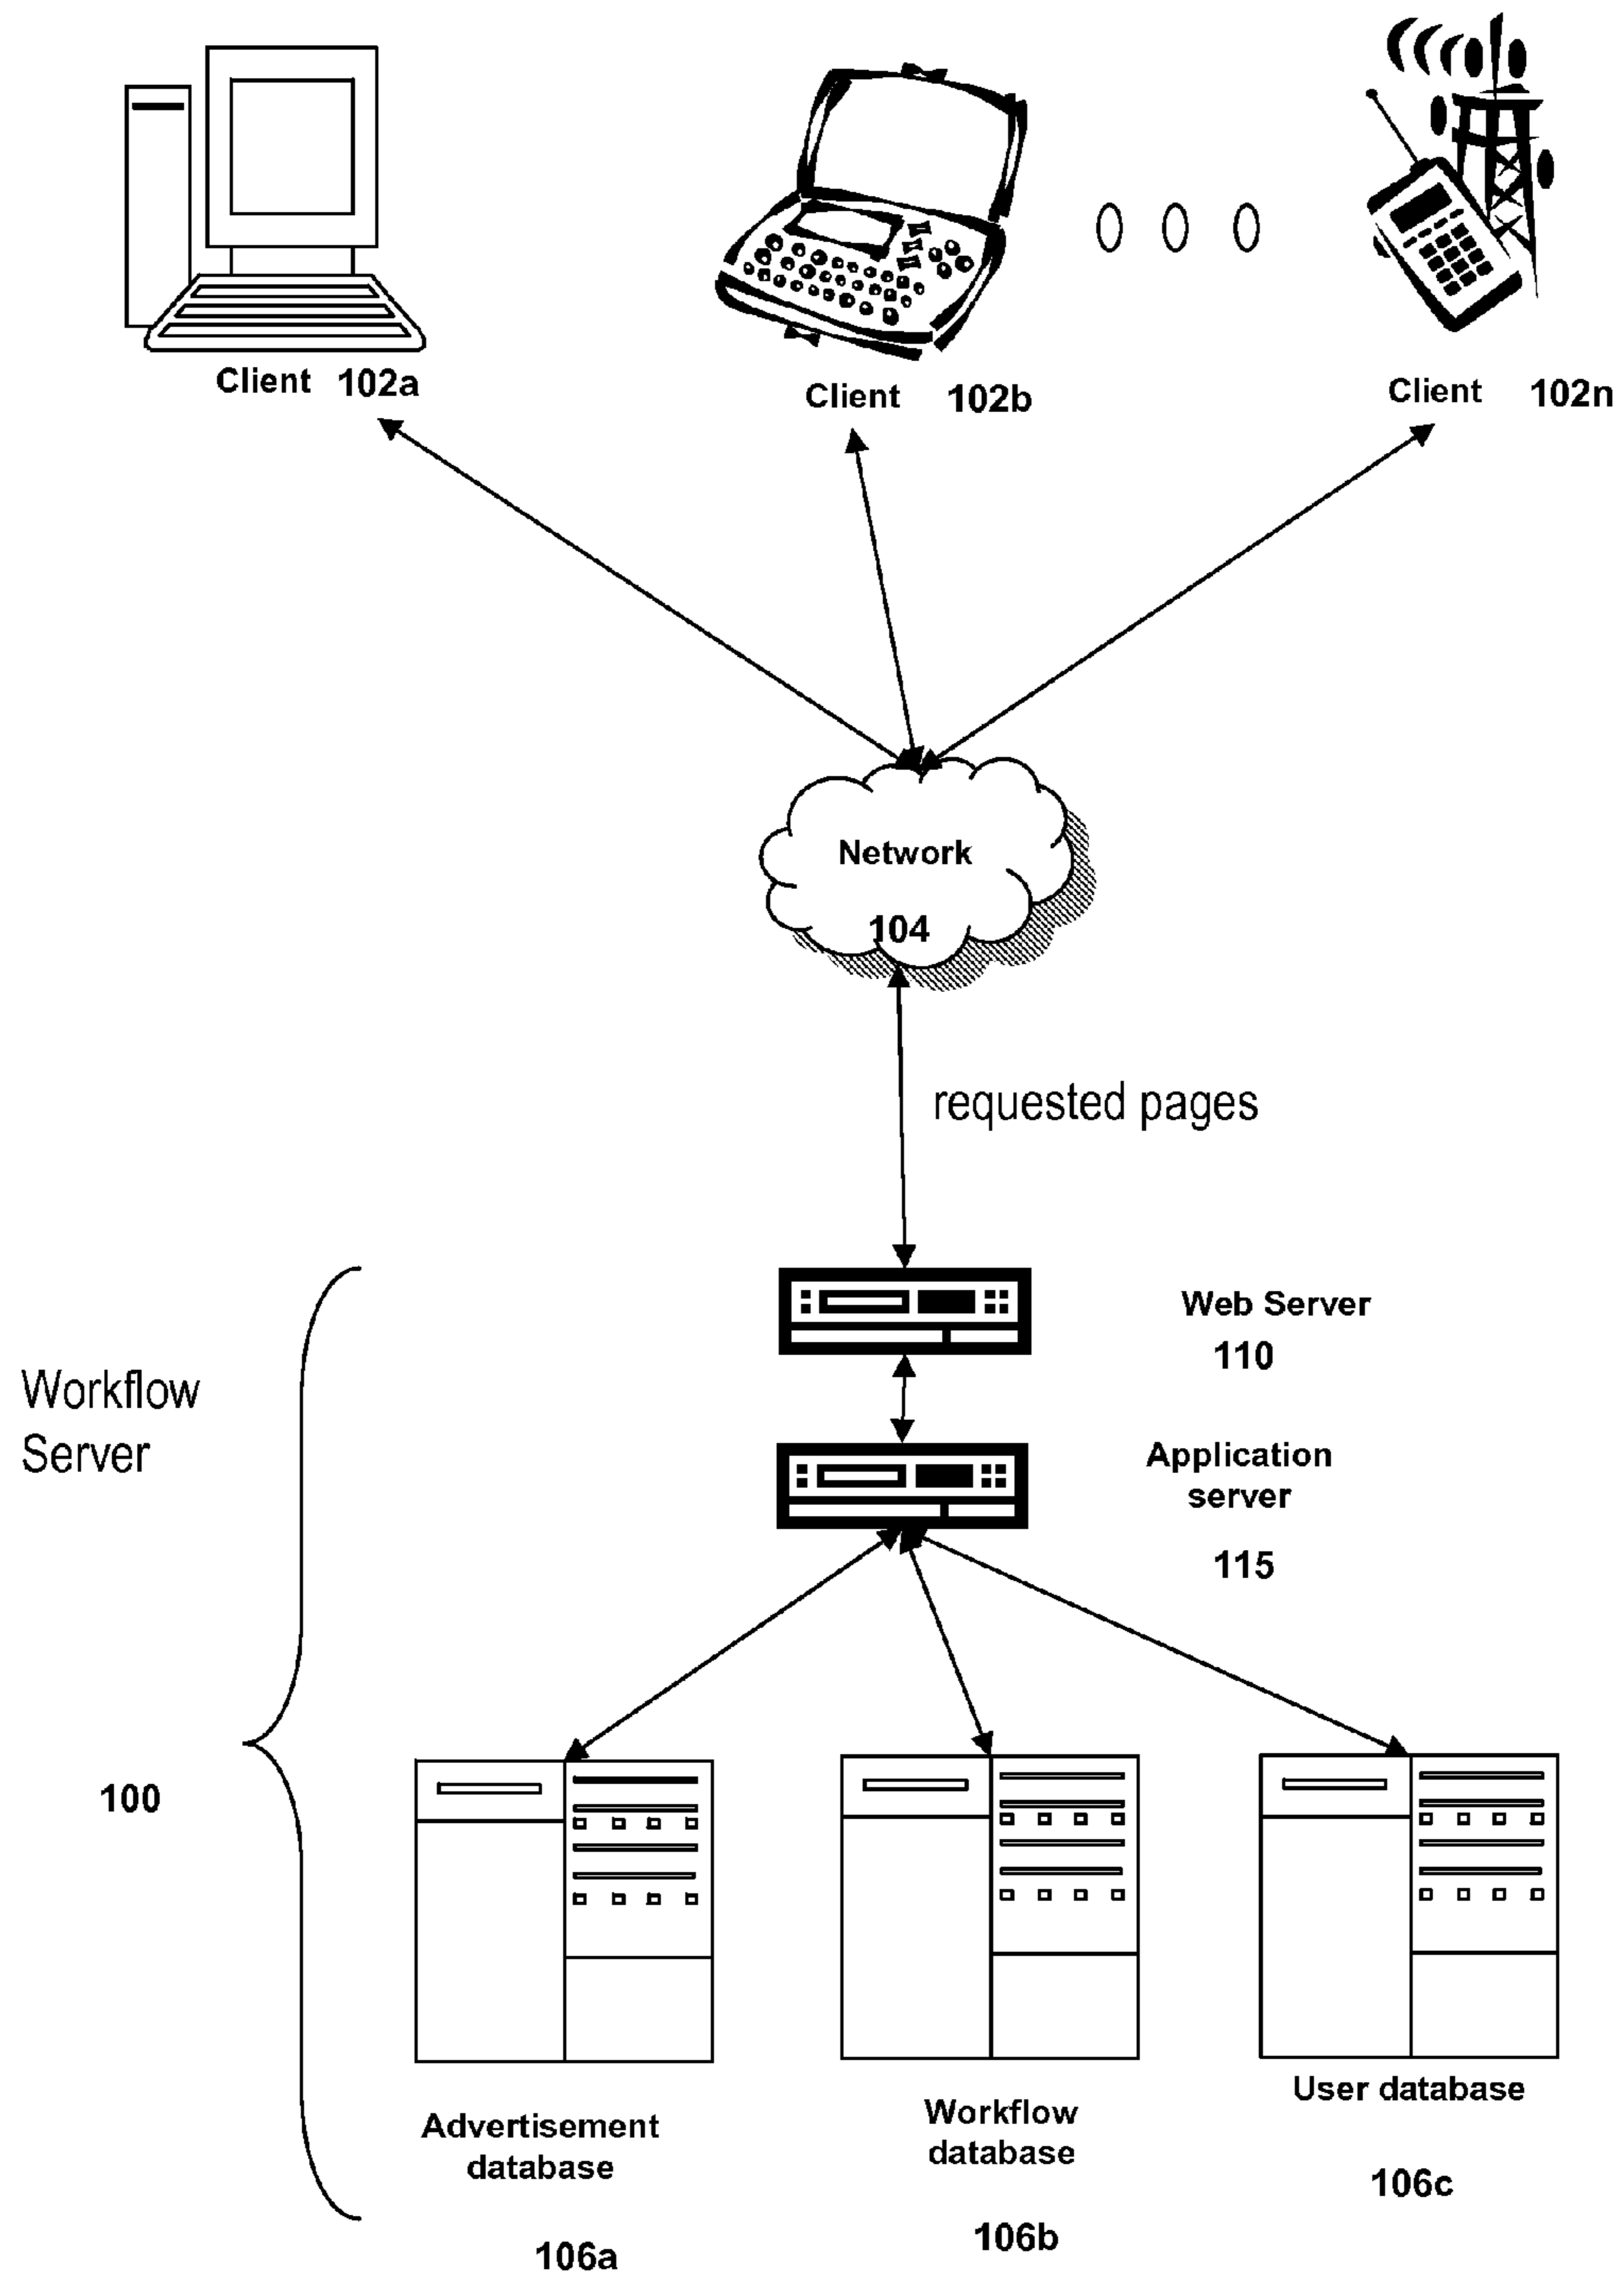 Client 102a
Client 102b
Client 102n
Network
104
requested pages
Web Server
110
Workflow
Server
Application
server
115
100
Advertisement
database
106a
Workflow
database
106b
User database
106c